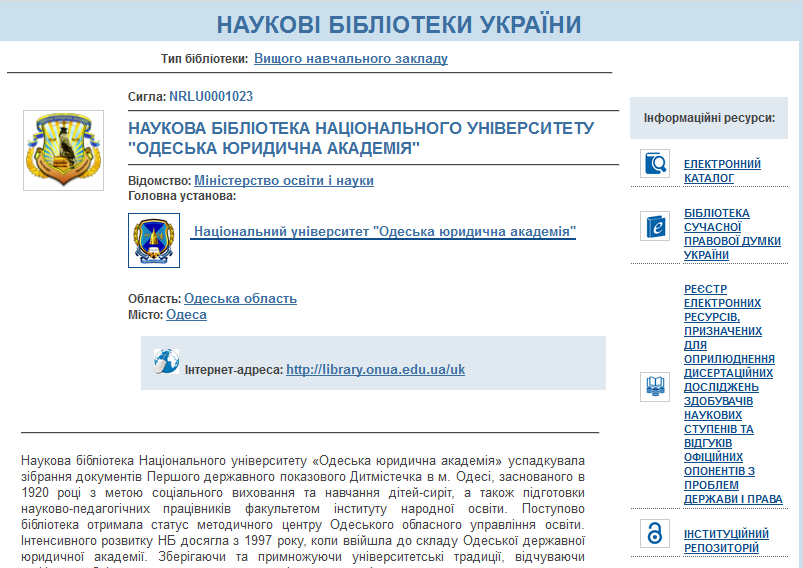 НАУКОВІ БІБЛІОТЕКИ УКРАЇНИ
Тип бібліотеки: Вищого навчального закладу
Сигла: NRLU0001023
НАУКОВА БІБЛІОТЕКА НАЦІОНАЛЬНОГО УНІВЕРСИТЕТУ
"ОДЕСЬКА ЮРИДИЧНА АКАДЕМІЯ"
Відомство: Міністерство освіти і науки
Головна установа:
Національний університет "Одеська юридична академія"
Область: Одеська область
Місто: Одеса
Інтернет-адреса: http://library.onua.edu.ua/uk
Наукова бібліотека Національного університету «Одеська юридична академія» успадкувала
зібрання документів Першого державного показового Дитмістечка в м. Одесі, заснованого в
1920 році з метою соціального виховання та навчання дітей-сиріт, а також підготовки
науково-педагогічних працівників факультетом інституту народної освіти. Поступово
бібліотека отримала статус методичного центру Одеського обласного управління освіти.
Інтенсивного розвитку НБ досягла з 1997 року, коли ввійшла до складу Одеської державної
юридичної академії. Зберігаючи та примножуючи університетські традиції, відчуваючи
Інформаційні ресурси:
ЕЛЕКТРОННИЙ
КАТАЛОГ
БІБЛІОТЕКА
СУЧАСНОЇ
ПРАВОВОЇ ДУМКИ
УКРАЇНИ
РЕЄСТР
ЕЛЕКТРОННИХ
РЕСУРСІВ,
ПРИЗНАЧЕНИХ
ДЛЯ
ОПРИЛЮДНЕННЯ
ДИСЕРТАЦІЙНИХ
ДОСЛІДЖЕНЬ
ЗДОБУВАЧІВ
НАУКОВИХ
СТУПЕНІВ ТА
ВІДГУКІВ
ОФІЦІЙНИХ
ОПОНЕНТІВ З
ПРОБЛЕМ
ДЕРЖАВИ І ПРАВА
ІНСТИТУЦІЙНИЙ
РЕПОЗИТОРІЙ